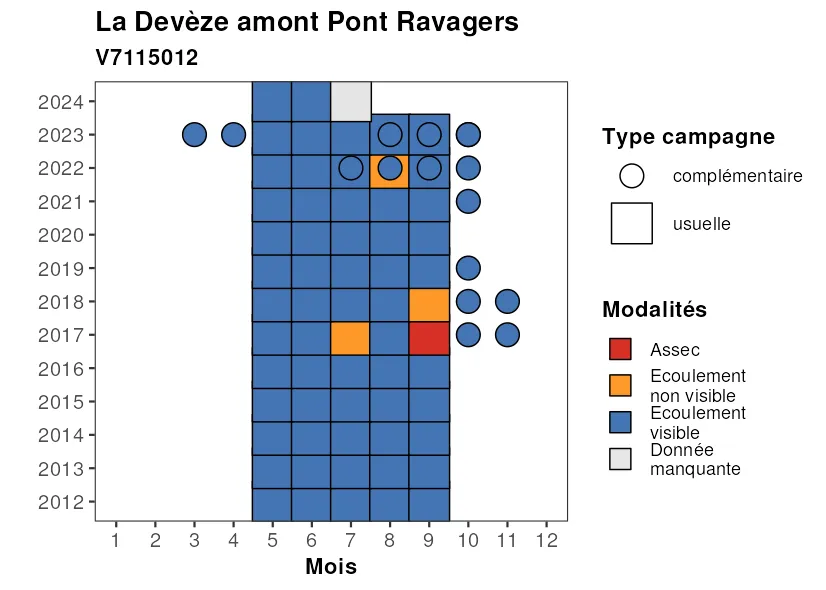 La Devèze amont Pont Ravagers
V7115012
2024
2023
2022
2021
2020
2019
2018
2017
2016
2015
2014
2013
2012
1 2 3 4 5 6 7 8 9 10 11 12
Mois
Type campagne
complémentaire
usuelle
Modalités
Assec
Ecoulement
non visible
Ecoulement
visible
Donnée
manquante